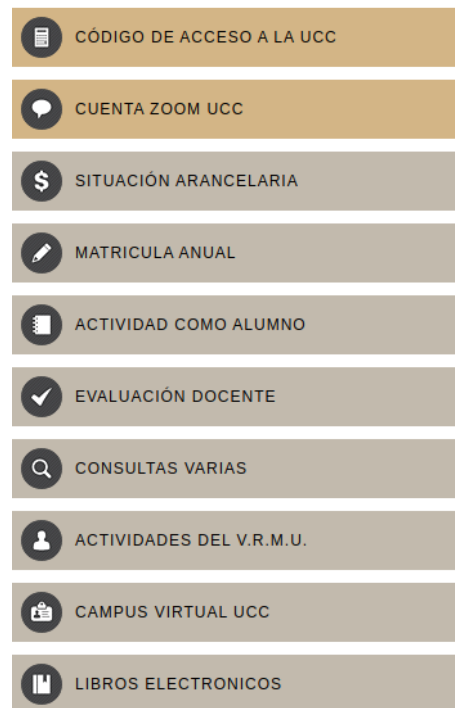 CÓDIGO DE ACCESO A LA UCC
CUENTA ZOOM UCC
SITUACIÓN ARANCELARIA
MATRICULA ANUAL
ACTIVIDAD COMO ALUMNO
EVALUACIÓN DOCENTE
CONSULTAS VARIAS
ACTIVIDADES DEL V.R.M.U.
CAMPUS VIRTUAL UCC
LIBROS ELECTRONICOS